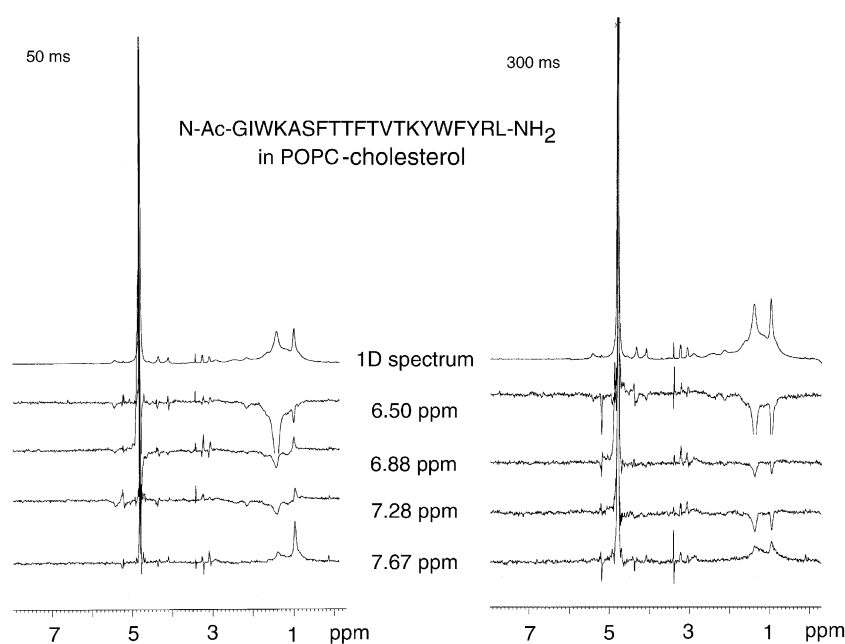 50 ms
300 ms
N-Ac-GIWKASFTTFTVTKYWFYRL-NH2
in POPC-cholesterol
1D spectrum
6.50 ppm
6.88 ppm
7.28 ppm
7.67 ppm
7 5 3 1 ppm
7 5 3 1 ppm